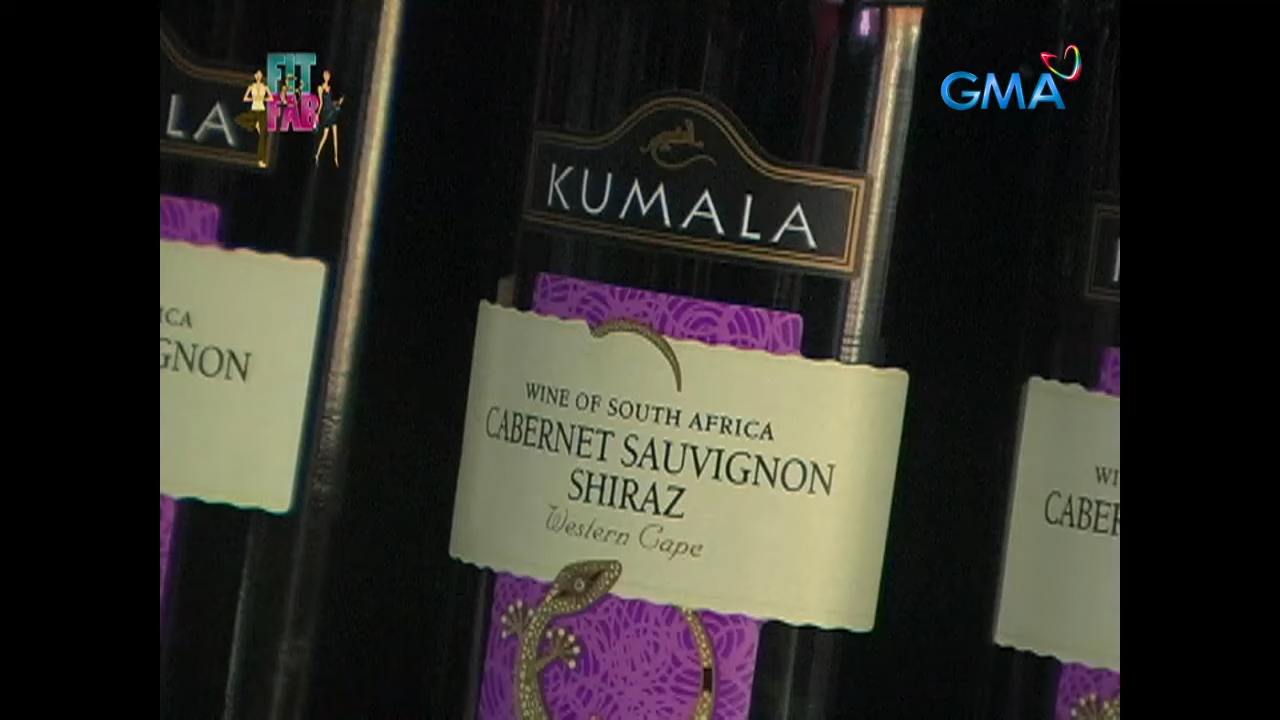 FIT
FAB
GMA
LA
KUMALA
ICA
GNON
WINE OF SOUTH AFRICA
CABERNET SAUVIGNON
SHIRAZ
Western Cape
WI
CABER